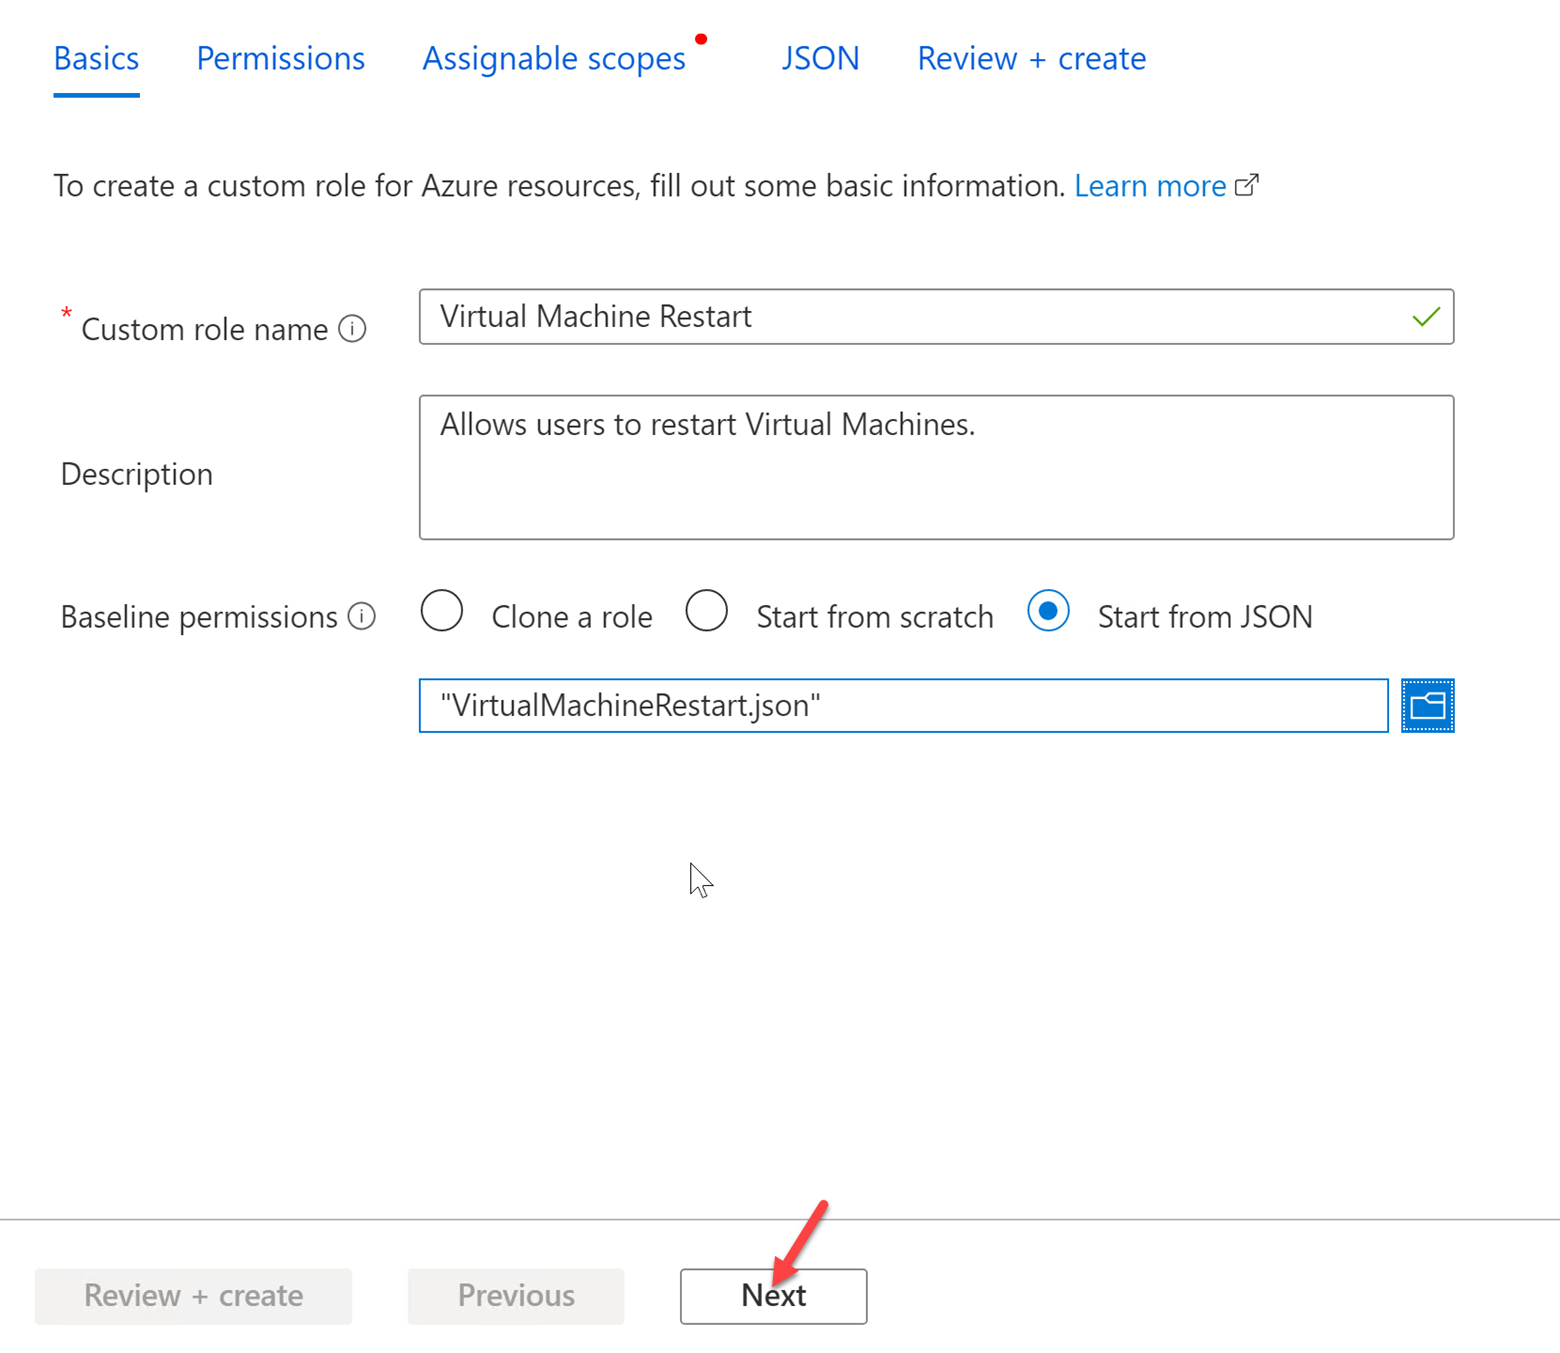 Basics Permissions Assignable scopes JSON Review + create
To create a custom role for Azure resources, fill out some basic information. Learn more
* Custom role name Virtual Machine Restart
Description Allows users to restart Virtual Machines.
Baseline permissions Clone a role Start from scratch Start from JSON
"VirtualMachineRestart.json"
Review + create Previous Next